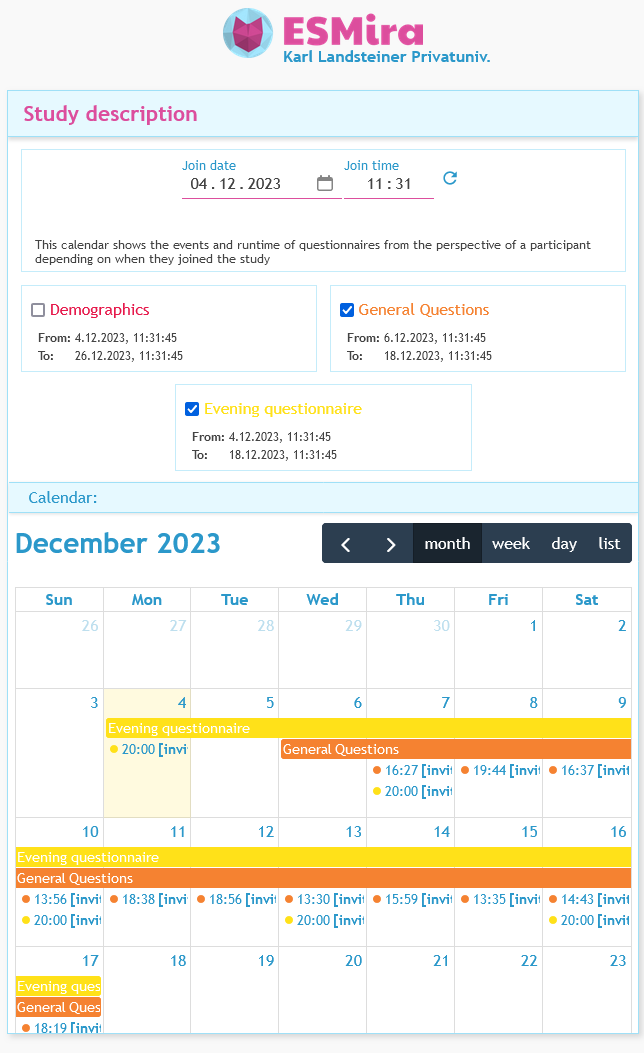 ESMira
Karl Landsteiner Privatuniv.
Study description
Join date
Join time
04 . 12 . 2023
11 : 31
This calendar shows the events and runtime of questionnaires from the perspective of a participant
depending on when they joined the study
Demographics
From: 4.12.2023, 11:31:45
To: 26.12.2023, 11:31:45
General Questions
From: 6.12.2023, 11:31:45
To: 18.12.2023, 11:31:45
Evening questionnaire
From: 4.12.2023, 11:31:45
To: 18.12.2023, 11:31:45
Calendar:
December 2023
month week day list
Sun Mon Tue Wed Thu Fri Sat
26 27 28 29 30 1 2
3 4 5 6 7 8 9
Evening questionnaire
20:00 [invit
General Questions
16:27 [invit 19:44 [invit 16:37 [invit
20:00 [invit
10 11 12 13 14 15 16
Evening questionnaire
General Questions
13:56 [invit 18:38 [invit 18:56 [invit 13:30 [invit 15:59 [invit 13:35 [invit 14:43 [invit
20:00 [invit 20:00 [invit 20:00 [invit
17 18 19 20 21 22 23
Evening ques
General Ques
18:19 [invit